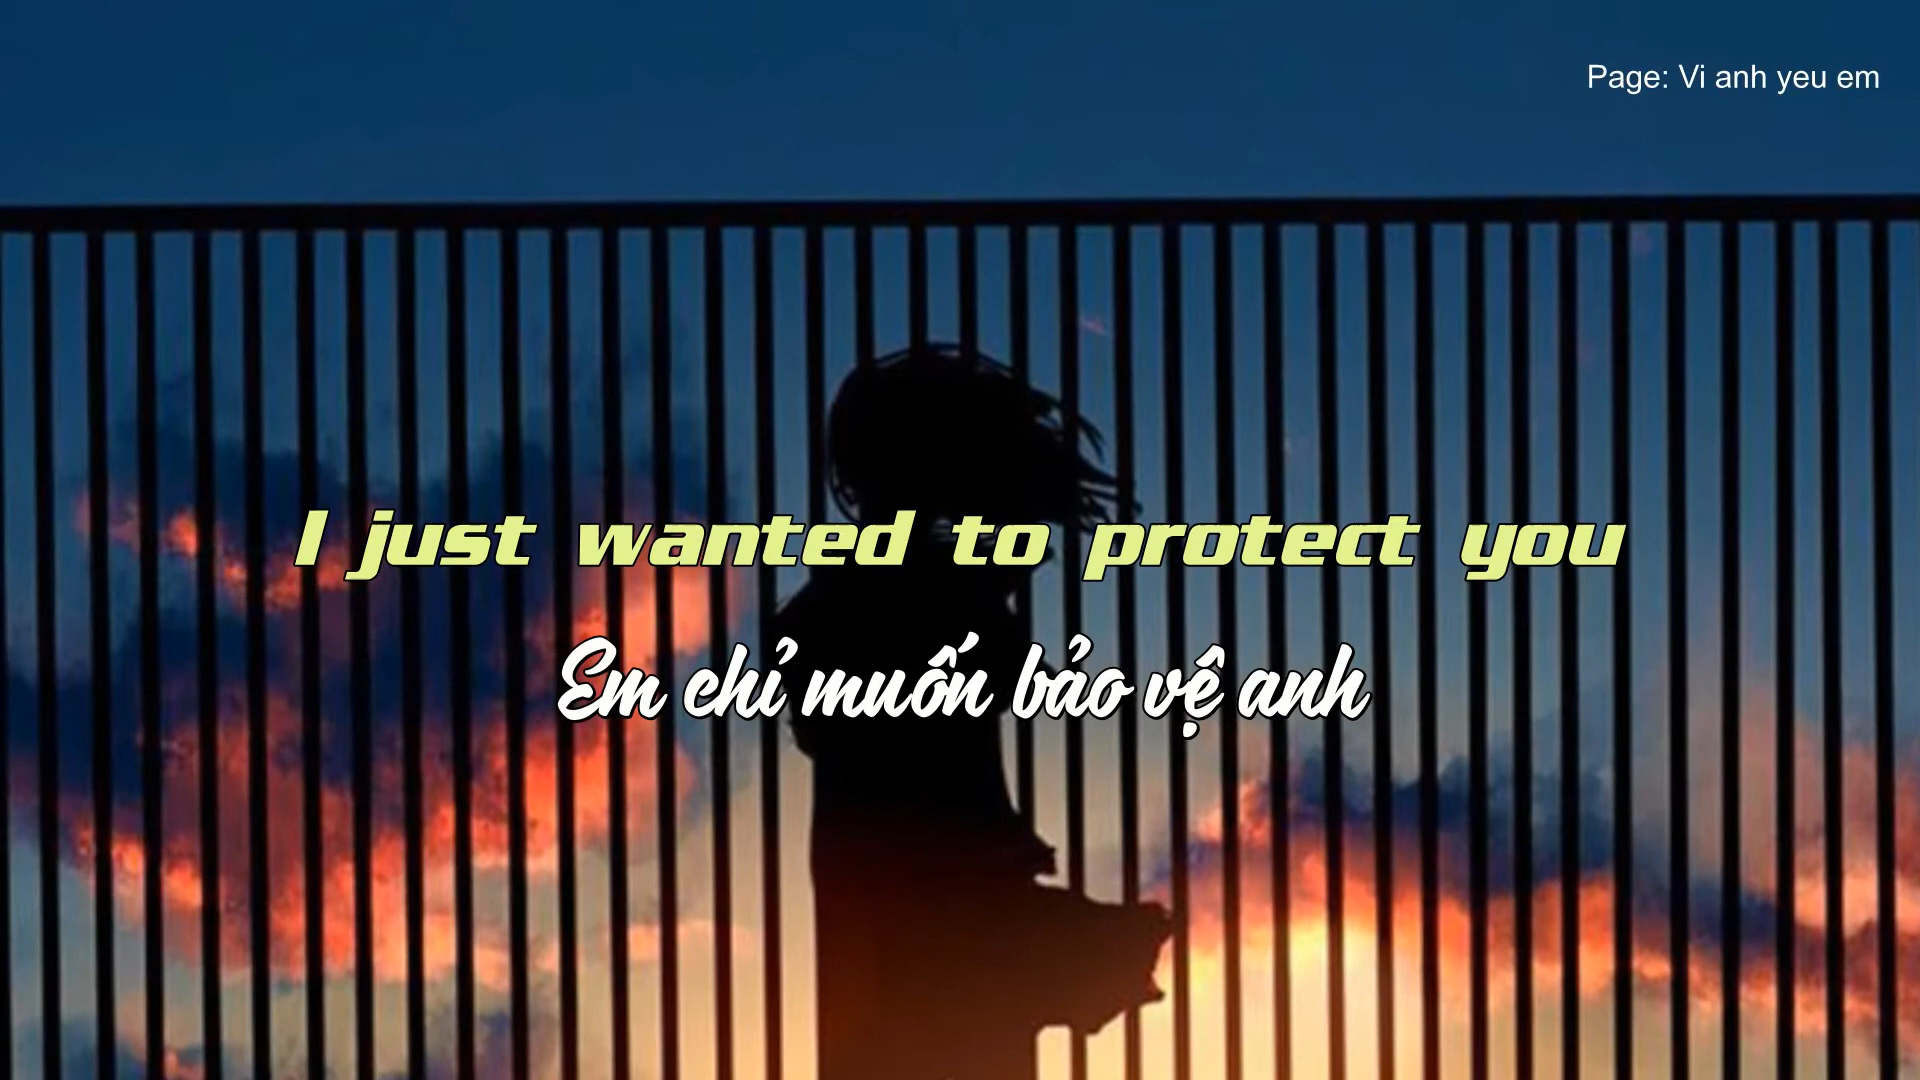 Page: Vi anh yeu em
I just wanted to protect you
Em chỉ muốn bảo vệ anh